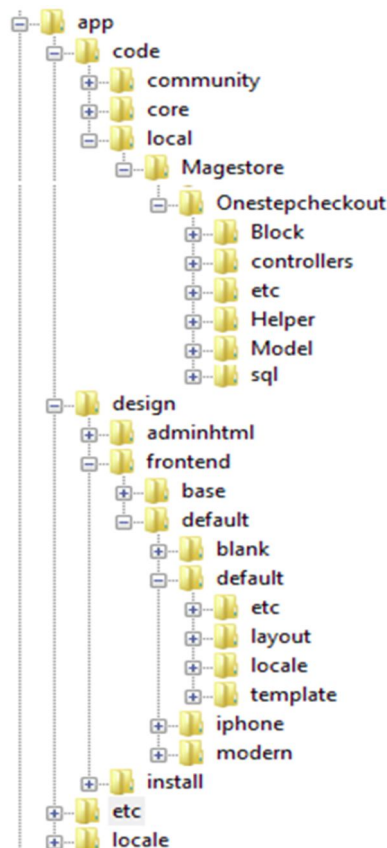 app
code
community
core
local
Magestore
Onestepcheckout
Block
controllers
etc
Helper
Model
sql
design
adminhtml
frontend
base
default
blank
default
etc
layout
locale
template
iphone
modern
install
etc
locale